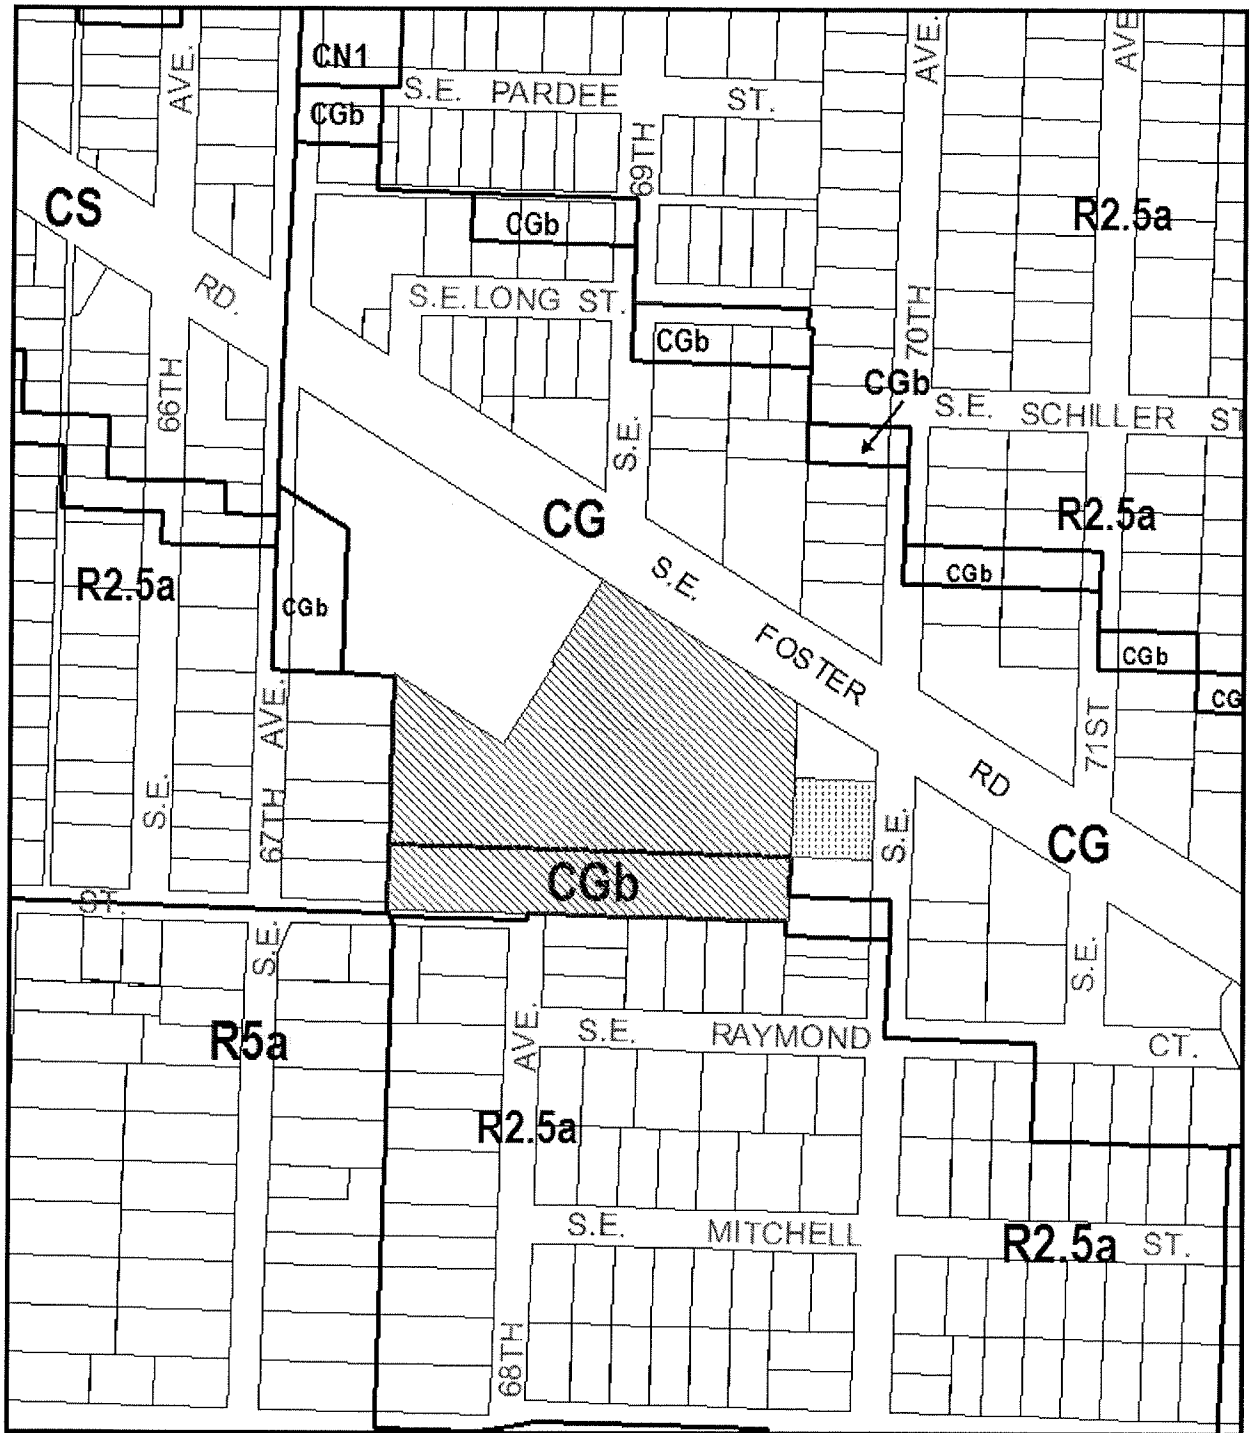 CN1
AVE.
AVE.
AVE
S.E. PARDEE ST.
CGb
69TH
CS
CGb
R2.5a
RD.
S.E. LONG ST.
70TH
CGb
CGb
66TH
S.E. SCHILLER ST
S.E.
CG
R2.5a
S.E.
CGb
R2.5a
CGb
FOSTER
CGb
CG
AVE.
71ST
RD
S.E.
67TH
S.E.
CG
CGb
ST.
S.E.
S.E.
AVE.
S.E. RAYMOND CT.
R5a
R2.5a
S.E. MITCHELL ST.
R2.5a
68TH